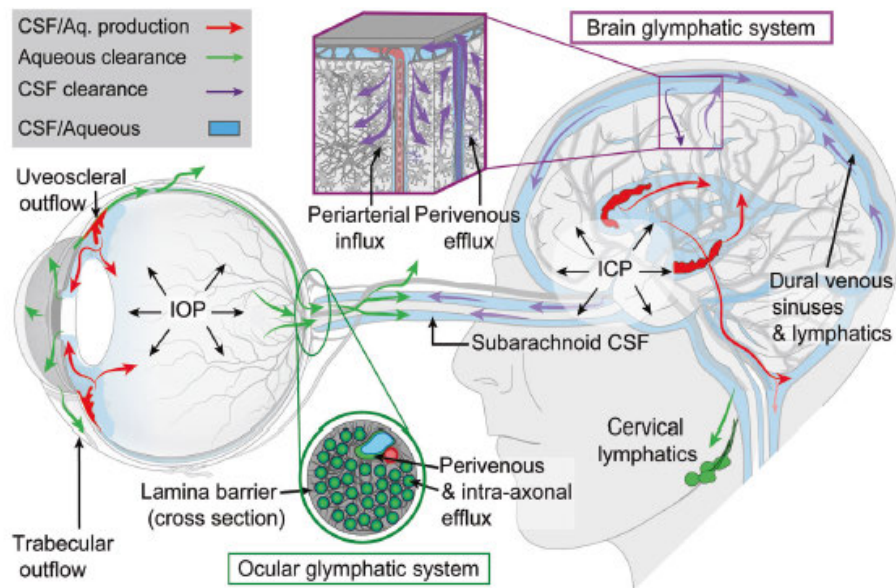 CSF/Aq. production
Aqueous clearance
CSF clearance
CSF/Aqueous
Brain glymphatic system
Uveoscleral
outflow
Periarterial
influx
Perivenous
efflux
IOP
ICP
Dural venous
sinuses
& lymphatics
Subarachnoid CSF
Cervical
lymphatics
Lamina barrier
(cross section)
Perivenous
& intra-axonal
efflux
Trabecular
outflow
Ocular glymphatic system